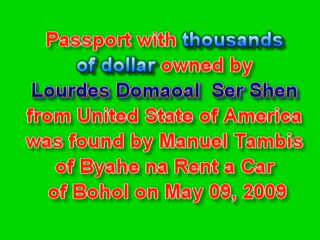 Passport with thousands
of dollar owned by
Lourdes Domaoal  Ser Shen
from United State of America
was found by Manuel Tambis
of Byahe na Rent a Car
of Bohol on May 09, 2009